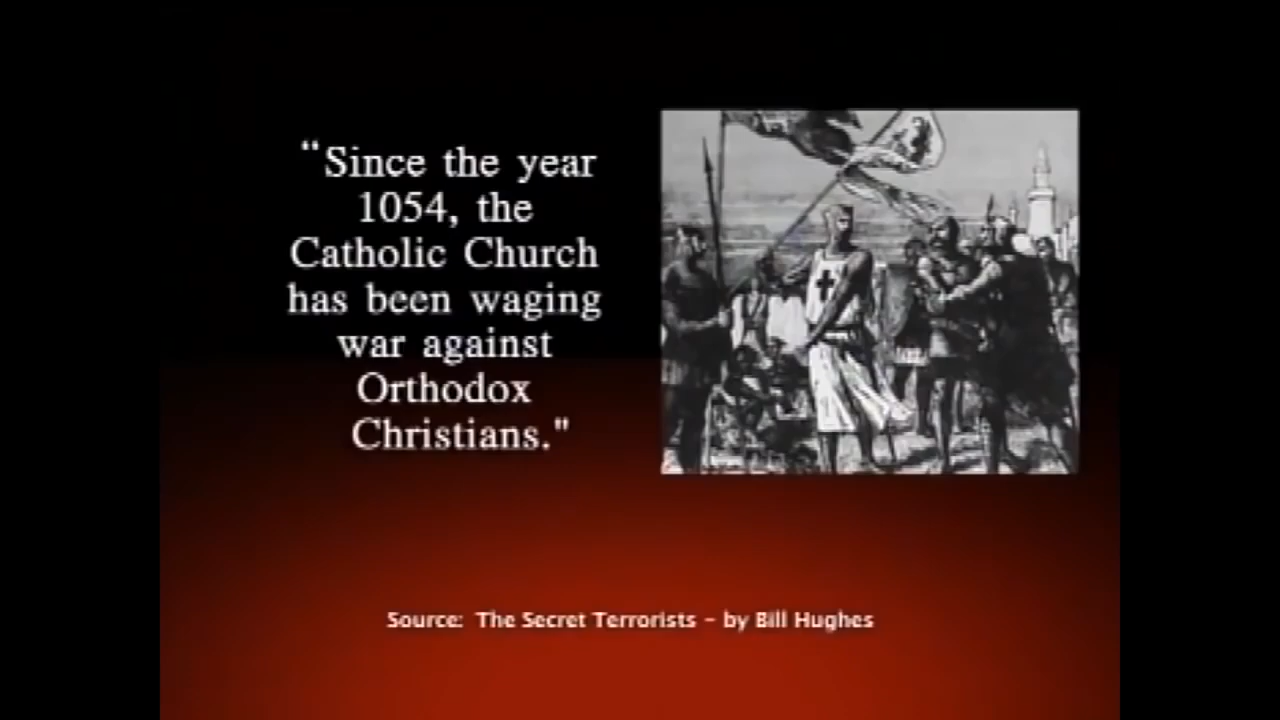 “Since the year
1054, the
Catholic Church
has been waging
war against
Orthodox
Christians."
Source: The Secret Terrorists - by Bill Hughes